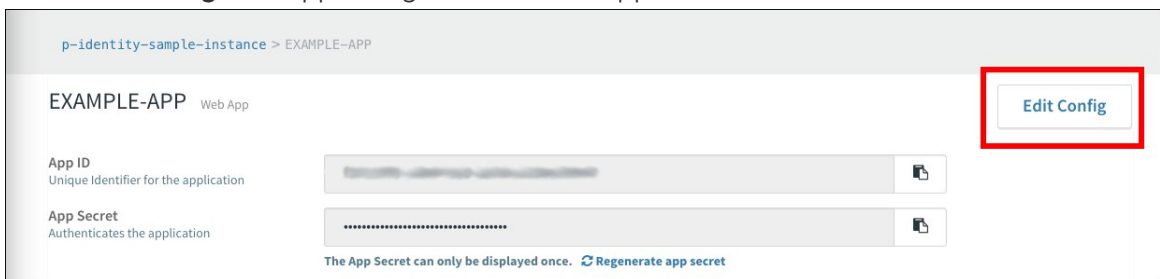 p-identity-sample-instance > EXAMPLE-APP
EXAMPLE-APP Web App
Edit Config
App ID
Unique Identifier for the application
App Secret
Authenticates the application
••••••••••••••••••••••••••••••••••••
The App Secret can only be displayed once. Regenerate app secret